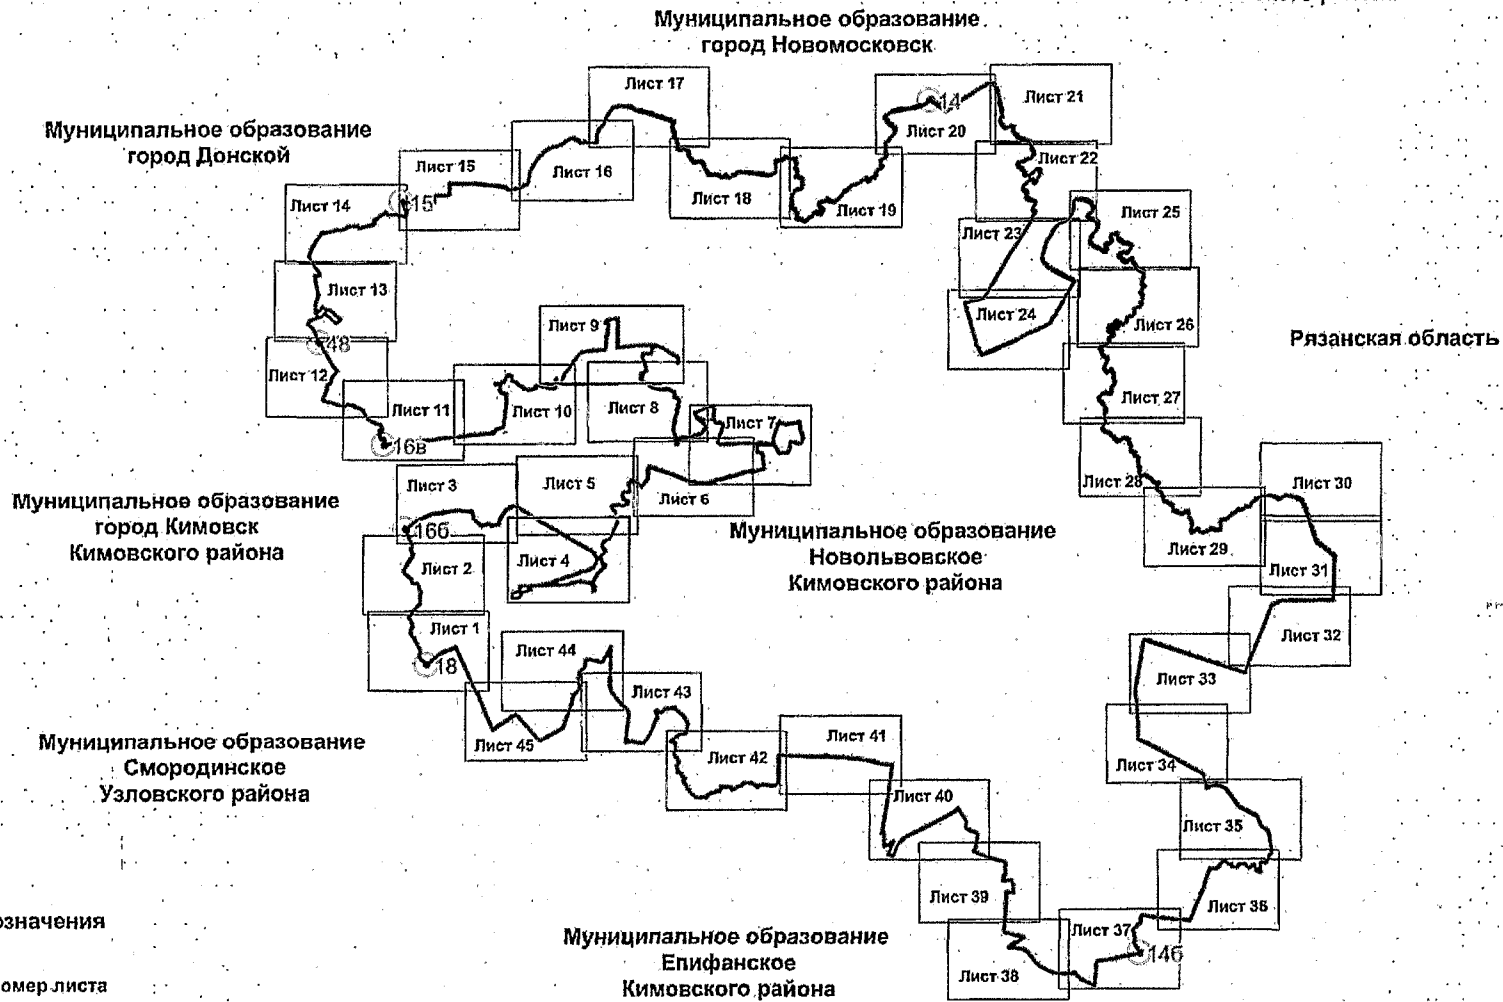 Муниципальное образование
город Новомосковск
Лист 17
Лист 21
14
Лист 20
Муниципальное образование
город Донской
Лист 15
Лист 16
Лист 22
Лист 14
15
Лист 18
Лист 19
Лист 25
Лист 23
Лист 13
Лист 24
Лист 9
Лист 26
Рязанская область
48
Лист 12
Лист 11
Лист 10
Лист 8
Лист 7
Лист 27
16в
Лист 3
Лист 5
Лист 6
Лист 28
Лист 30
Муниципальное образование
город Кимовск
Кимовского района
16б
Муниципальное образование
Новольвовское
Кимовского района
Лист 29
Лист 2
Лист 4
Лист 31
Лист 1
Лист 32
18
Лист 44
Лист 33
Лист 43
Муниципальное образование
Смородинское
Узловского района
Лист 45
Лист 42
Лист 41
Лист 34
Лист 40
Лист 35
Лист 39
Лист 36
означения
Лист 37
Муниципальное образование
Епифанское
Кимовского района
14б
Лист 38
омер листа